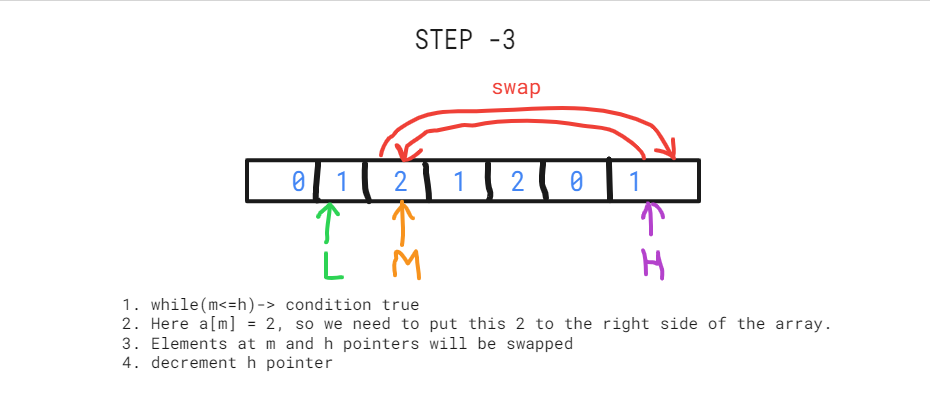 STEP -3
swap
0 1 2 1 2 0 1
L M H
1. while(m<=h)-> condition true
2. Here a[m] = 2, so we need to put this 2 to the right side of the array.
3. Elements at m and h pointers will be swapped
4. decrement h pointer